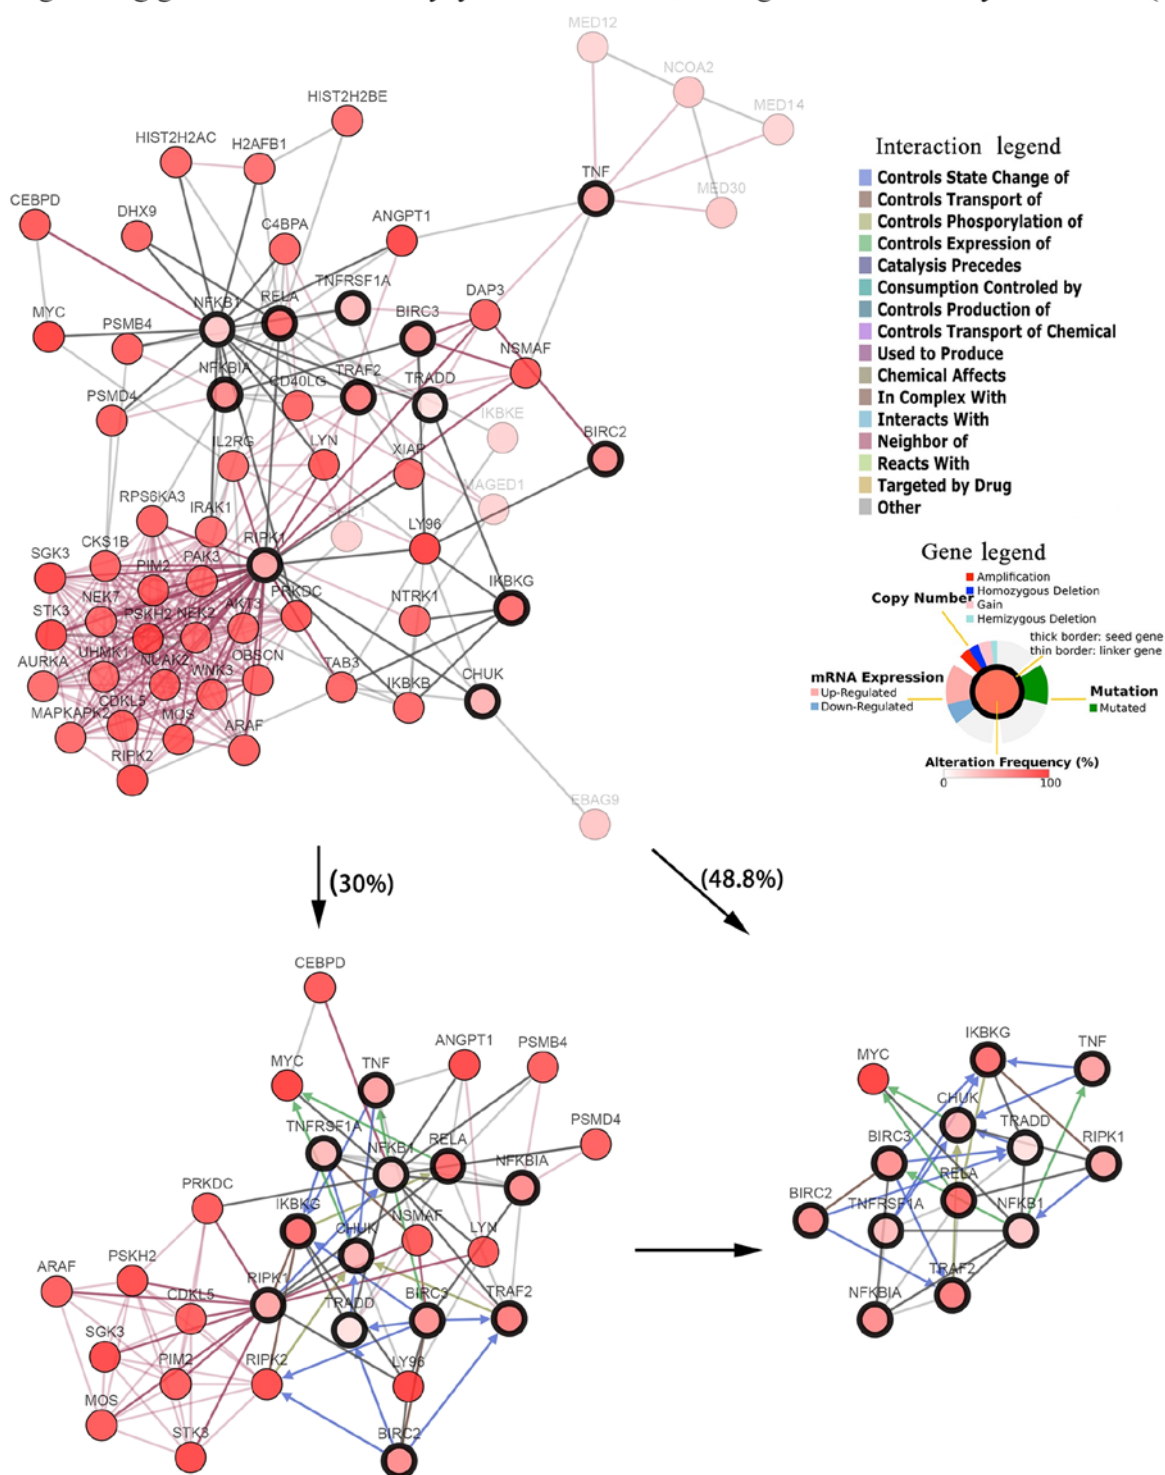 MED12
NCOA2
MED14
MED30
TNF
HIST2H2BE
HIST2H2AC
H2AFB1
CEBPD
DHX9
C4BPA
ANGPT1
MYC
PSMB4
NFKB1
RELA
TNFRSF1A
BIRC3
DAP3
NSMAF
PSMD4
NFKBIA
CD40LG
TRAF2
TRADD
IKBKE
BIRC2
IL2RG
LYN
XIAP
MAGED1
RPS6KA3
IRAK1
RIPK1
LY96
SGK3
CKS1B
PIM2
PAK3
IKBKG
NEK7
STK3
PSKH2
NEK2
AKT3
PRKDC
NTRK1
AURKA
UHMK1
NUAK2
WNK3
OBSCN
TAB3
IKBKB
CHUK
MAPKAPK2
CDKL5
MOS
ARAF
RIPK2
EBAG9
Interaction legend
Controls State Change of
Controls Transport of
Controls Phosporylation of
Controls Expression of
Catalysis Precedes
Consumption Controled by
Controls Production of
Controls Transport of Chemical
Used to Produce
Chemical Affects
In Complex With
Interacts With
Neighbor of
Reacts With
Targeted by Drug
Other
Gene legend
Amplification
Homozygous Deletion
Copy Number
Gain
Hemizygous Deletion
thick border: seed gene
thin border: linker gene
mRNA Expression
Up-Regulated
Down-Regulated
Mutation
Mutated
Alteration Frequency (%)
0 100
(30%)
(48.8%)
CEBPD
MYC
TNF
ANGPT1
PSMB4
PSMD4
TNFRSF1A
NFKB1
RELA
NFKBIA
PRKDC
IKBKG
CHUK
NSMAF
LYN
ARAF
PSKH2
RIPK1
CDKL5
TRADD
BIRC3
TRAF2
SGK3
PIM2
RIPK2
LY96
MOS
STK3
BIRC2
IKBKG
TNF
MYC
CHUK
TRADD
BIRC3
RIPK1
RELA
BIRC2
TNFRSF1A
NFKB1
TRAF2
NFKBIA